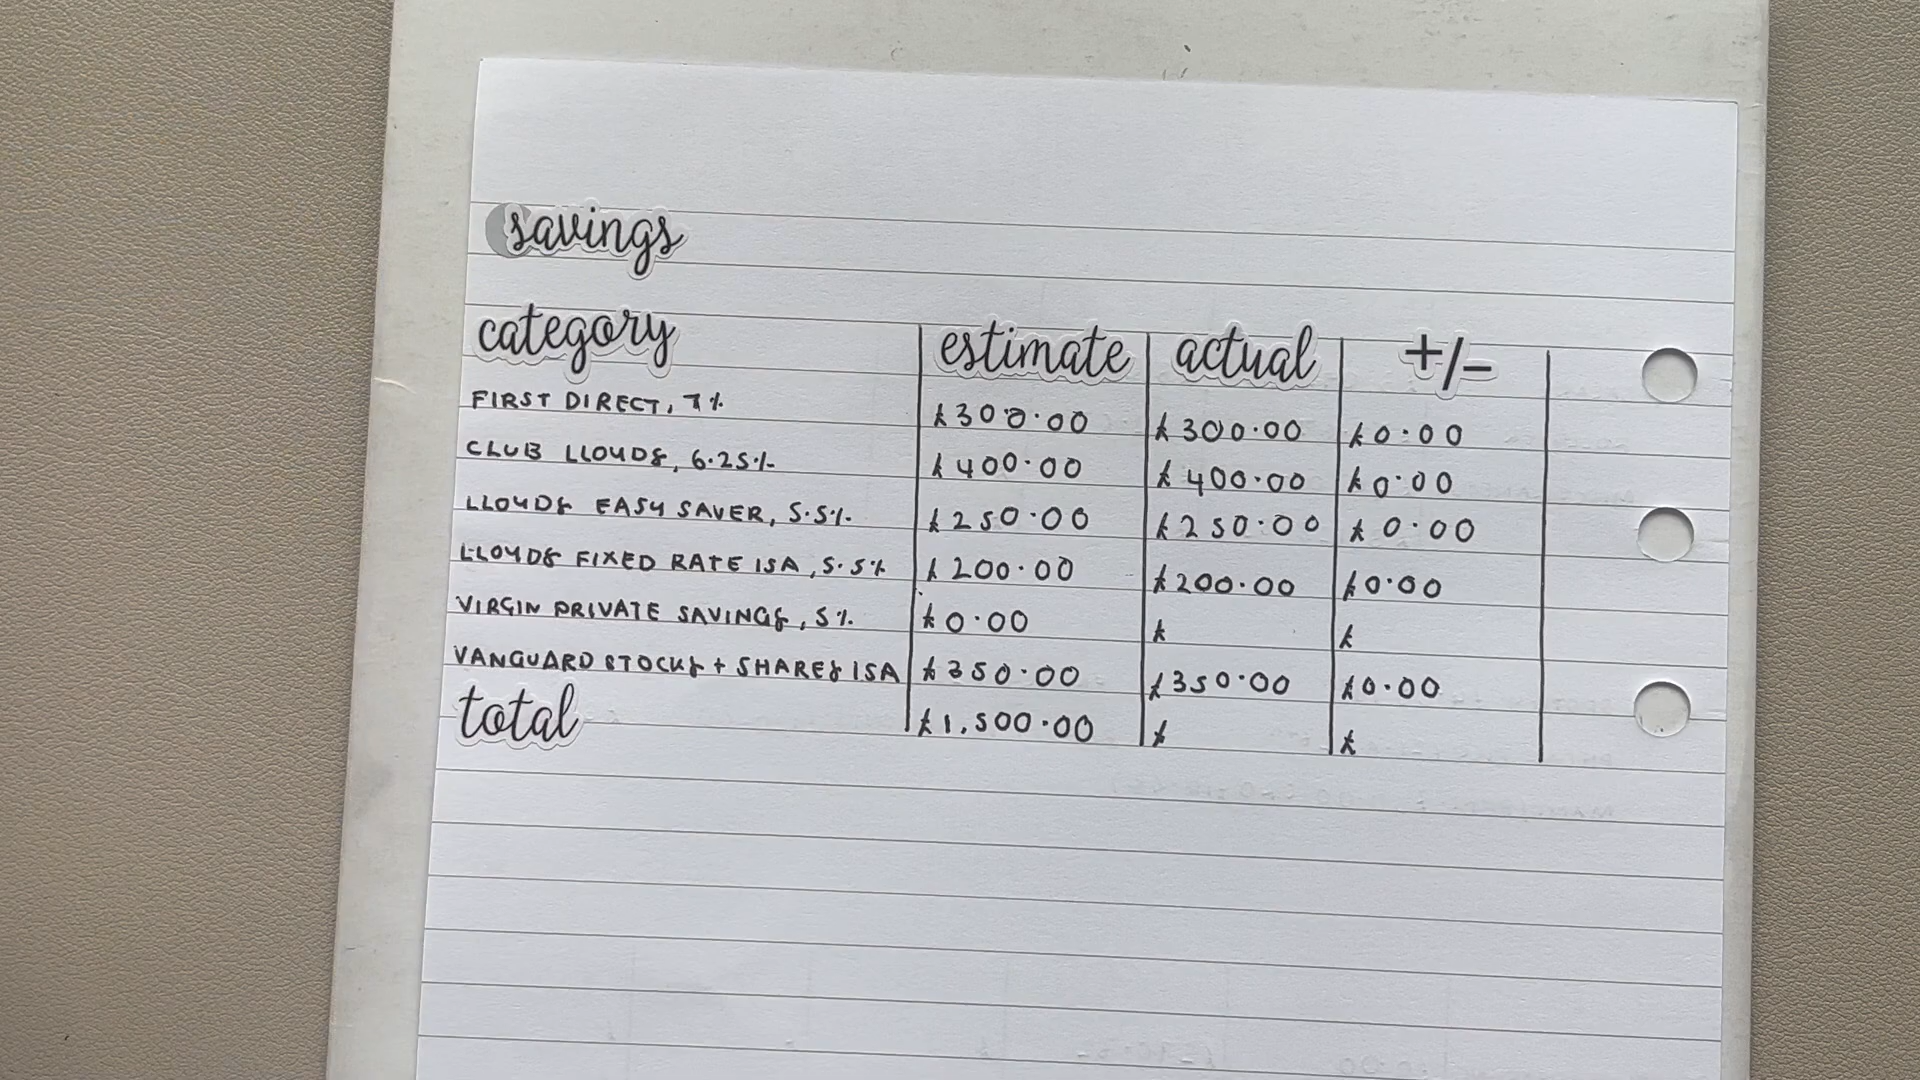 savings
category estimate actual +/-
FIRST DIRECT, 7% £300.00 £300.00 £0.00
CLUB LLOYDS, 6.25% £400.00 £400.00 £0.00
LLOYDS EASY SAVER, 5.5% £250.00 £250.00 £0.00
LLOYDS FIXED RATE ISA, 5.5% £200.00 £200.00 £0.00
VIRGIN PRIVATE SAVINGS, 5% £0.00 £ £
VANGUARD STOCKS + SHARES ISA £350.00 £350.00 £0.00
total £1,500.00 £ £